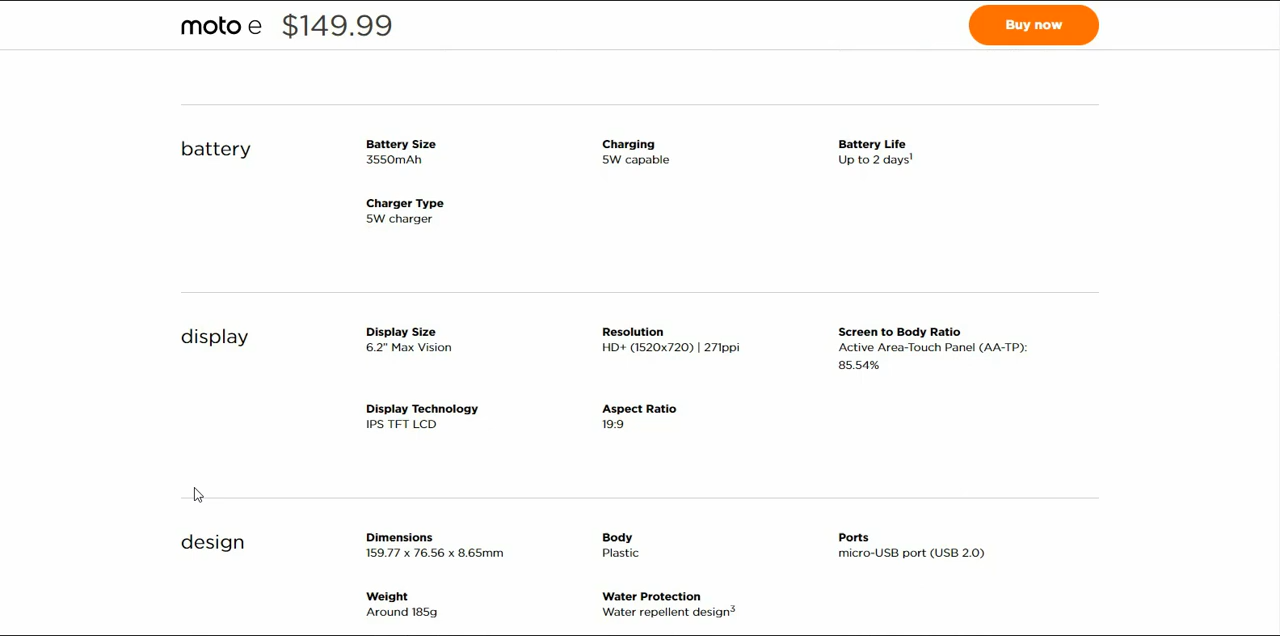 moto e $149.99 Buy now
battery
Battery Size
3550mAh
Charging
5W capable
Battery Life
Up to 2 days1
Charger Type
5W charger
display
Display Size
6.2” Max Vision
Resolution
HD+ (1520x720) | 271ppi
Screen to Body Ratio
Active Area-Touch Panel (AA-TP):
85.54%
Display Technology
IPS TFT LCD
Aspect Ratio
19:9
design
Dimensions
159.77 x 76.56 x 8.65mm
Body
Plastic
Ports
micro-USB port (USB 2.0)
Weight
Around 185g
Water Protection
Water repellent design3